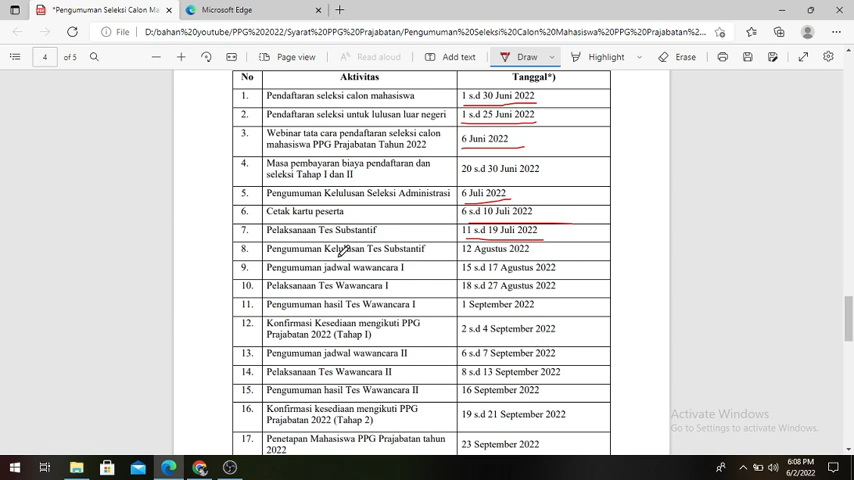 *Pengumuman Seleksi Calon Ma
Microsoft Edge
File
D:/bahan%20youtube/PPG%202022/Syarat%20PPG%20Prajabatan/Pengumuman%20Seleksi%20Calon%20Mahasiswa%20PPG%20Prajabatan%2...
4 of 5
Page view
Read aloud
Add text
Draw
Highlight
Erase
No Aktivitas Tanggal*)
1. Pendaftaran seleksi calon mahasiswa 1 s.d 30 Juni 2022
2. Pendaftaran seleksi untuk lulusan luar negeri 1 s.d 25 Juni 2022
3. Webinar tata cara pendaftaran seleksi calon
mahasiswa PPG Prajabatan Tahun 2022 6 Juni 2022
4. Masa pembayaran biaya pendaftaran dan
seleksi Tahap I dan II 20 s.d 30 Juni 2022
5. Pengumuman Kelulusan Seleksi Administrasi 6 Juli 2022
6. Cetak kartu peserta 6 s.d 10 Juli 2022
7. Pelaksanaan Tes Substantif 11 s.d 19 Juli 2022
8. Pengumuman Kelulusan Tes Substantif 12 Agustus 2022
9. Pengumuman jadwal wawancara I 15 s.d 17 Agustus 2022
10. Pelaksanaan Tes Wawancara I 18 s.d 27 Agustus 2022
11. Pengumuman hasil Tes Wawancara I 1 September 2022
12. Konfirmasi Kesediaan mengikuti PPG
Prajabatan 2022 (Tahap I) 2 s.d 4 September 2022
13. Pengumuman jadwal wawancara II 6 s.d 7 September 2022
14. Pelaksanaan Tes Wawancara II 8 s.d 13 September 2022
15. Pengumuman hasil Tes Wawancara II 16 September 2022
16. Konfirmasi kesediaan mengikuti PPG
Prajabatan 2022 (Tahap 2) 19 s.d 21 September 2022
17. Penetapan Mahasiswa PPG Prajabatan tahun
2022 23 September 2022
Activate Windows
Go to Settings to activate Windows.
6:08 PM
6/2/2022